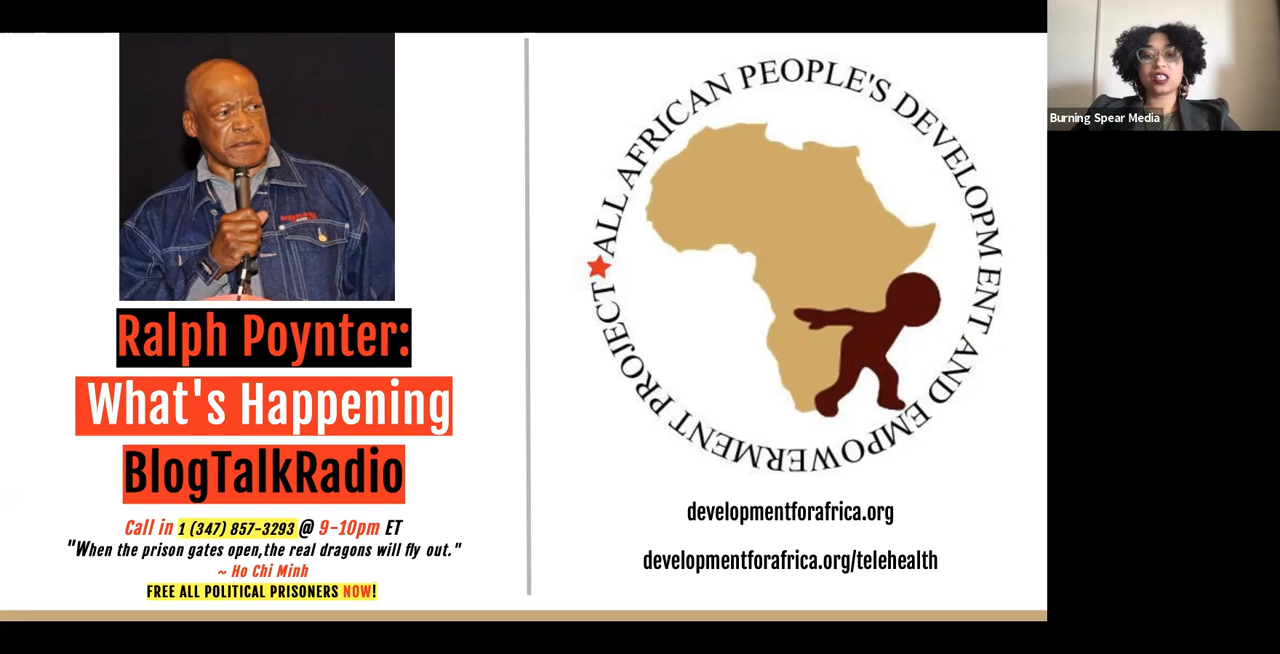 Ralph Poynter:
What's Happening
BlogTalkRadio
Call in 1 (347) 857-3293 @ 9-10pm ET
"When the prison gates open,the real dragons will fly out."
~ Ho Chi Minh
FREE ALL POLITICAL PRISONERS NOW!
ALL AFRICAN PEOPLE'S DEVELOPMENT AND EMPOWERMENT PROJECT
developmentforafrica.org
developmentforafrica.org/telehealth
Burning Spear Media